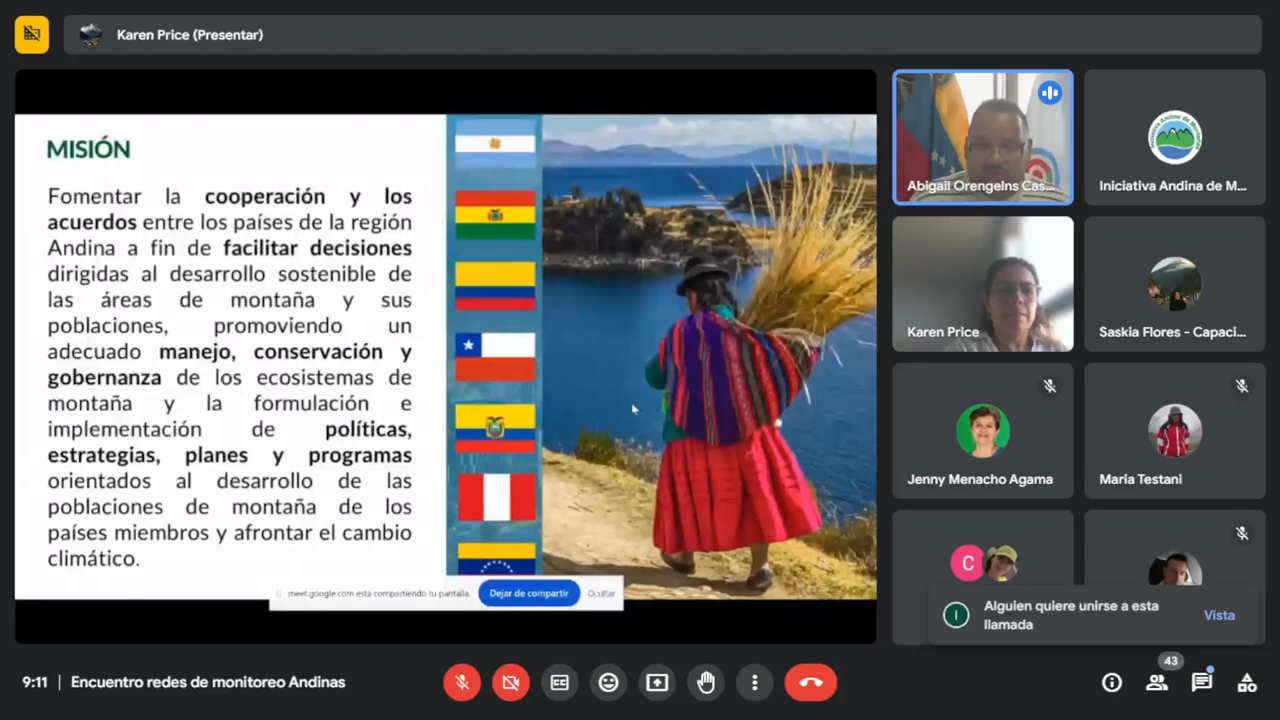 Karen Price (Presentar)
MISIÓN
Fomentar la cooperación y los
acuerdos entre los países de la región
Andina a fin de facilitar decisiones
dirigidas al desarrollo sostenible de
las áreas de montaña y sus
poblaciones, promoviendo un
adecuado manejo, conservación y
gobernanza de los ecosistemas de
montaña y la formulación e
implementación de políticas,
estrategias, planes y programas
orientados al desarrollo de las
poblaciones de montaña de los
países miembros y afrontar el cambio
climático.
meet.google.com está compartiendo tu pantalla.
Dejar de compartir
Ocultar
Abigail Orengelns Cas...
Iniciativa Andina de M...
Karen Price
Saskia Flores - Capaci...
Jenny Menacho Agama
Maria Testani
C
I
Alguien quiere unirse a esta
llamada
Vista
9:11 | Encuentro redes de monitoreo Andinas
43